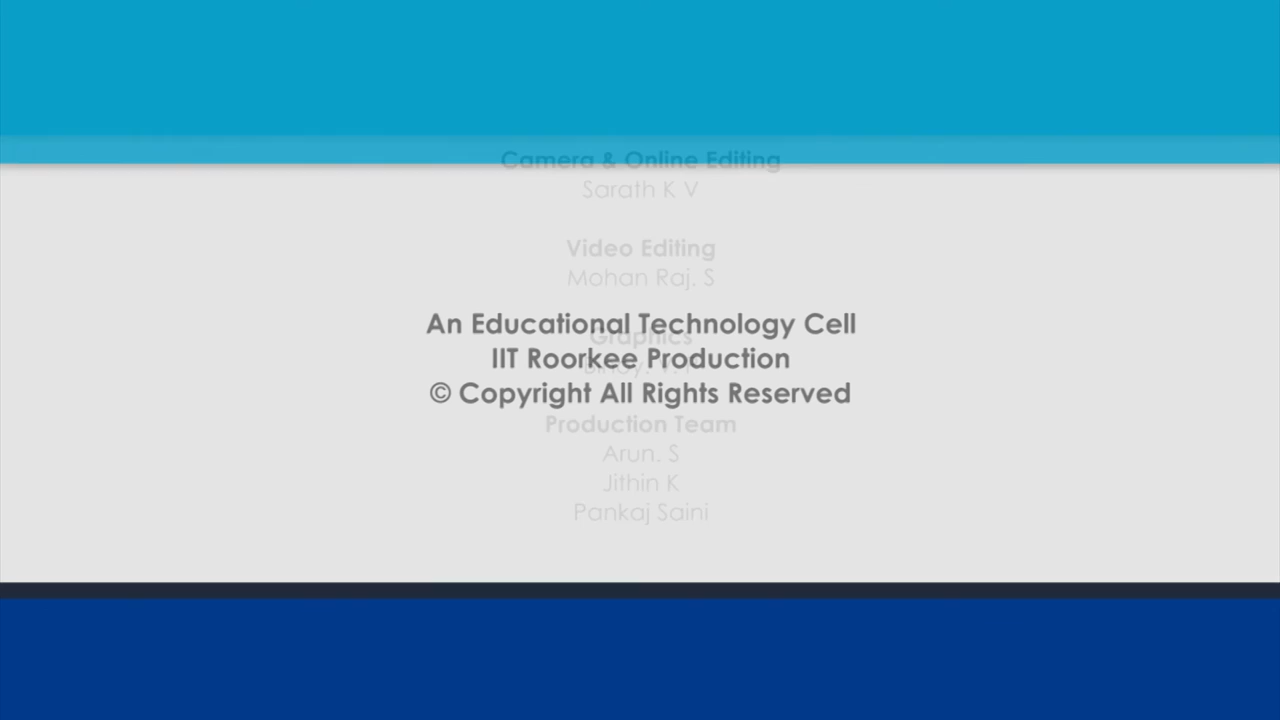 Camera & Online Editing
Sarath K V
Video Editing
Mohan Raj. S
An Educational Technology Cell
Graphics
IIT Roorkee Production
© Copyright All Rights Reserved
Production Team
Arun. S
Jithin K
Pankaj Saini